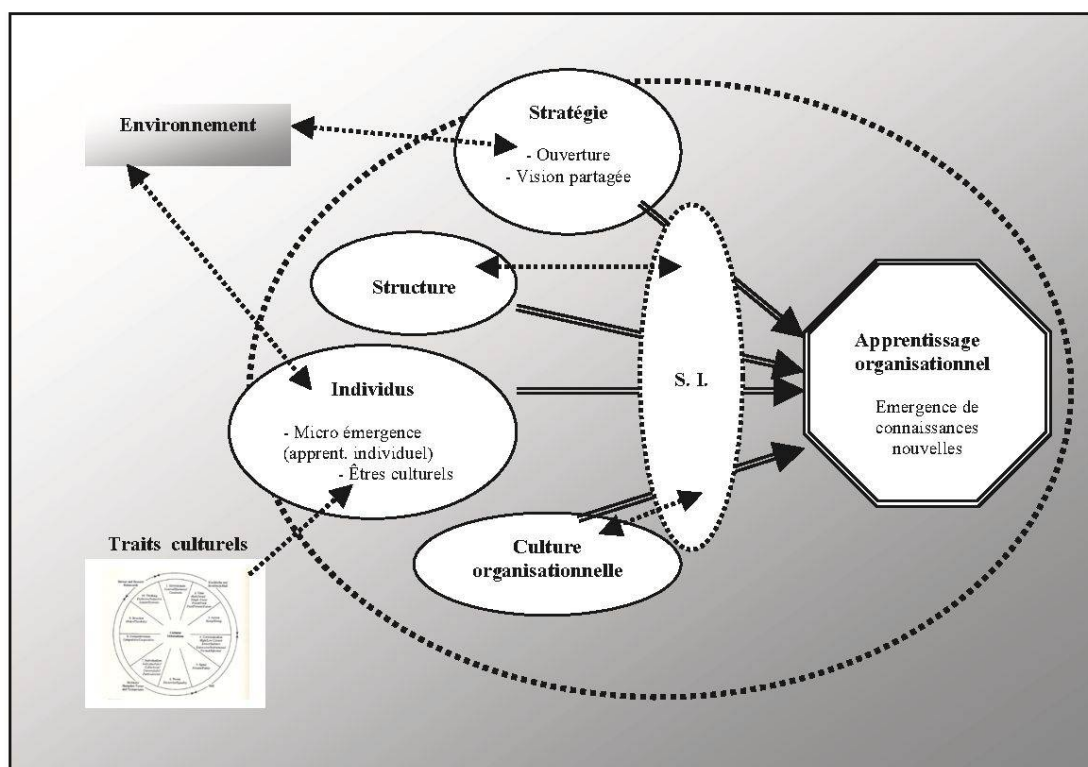 Environnement
Stratégie
- Ouverture
- Vision partagée
Structure
Individus
- Micro émergence
(apprent. individuel)
- Êtres culturels
S. I.
Apprentissage
organisationnel
Emergence de
connaissances
nouvelles
Traits culturels
Culture
organisationnelle